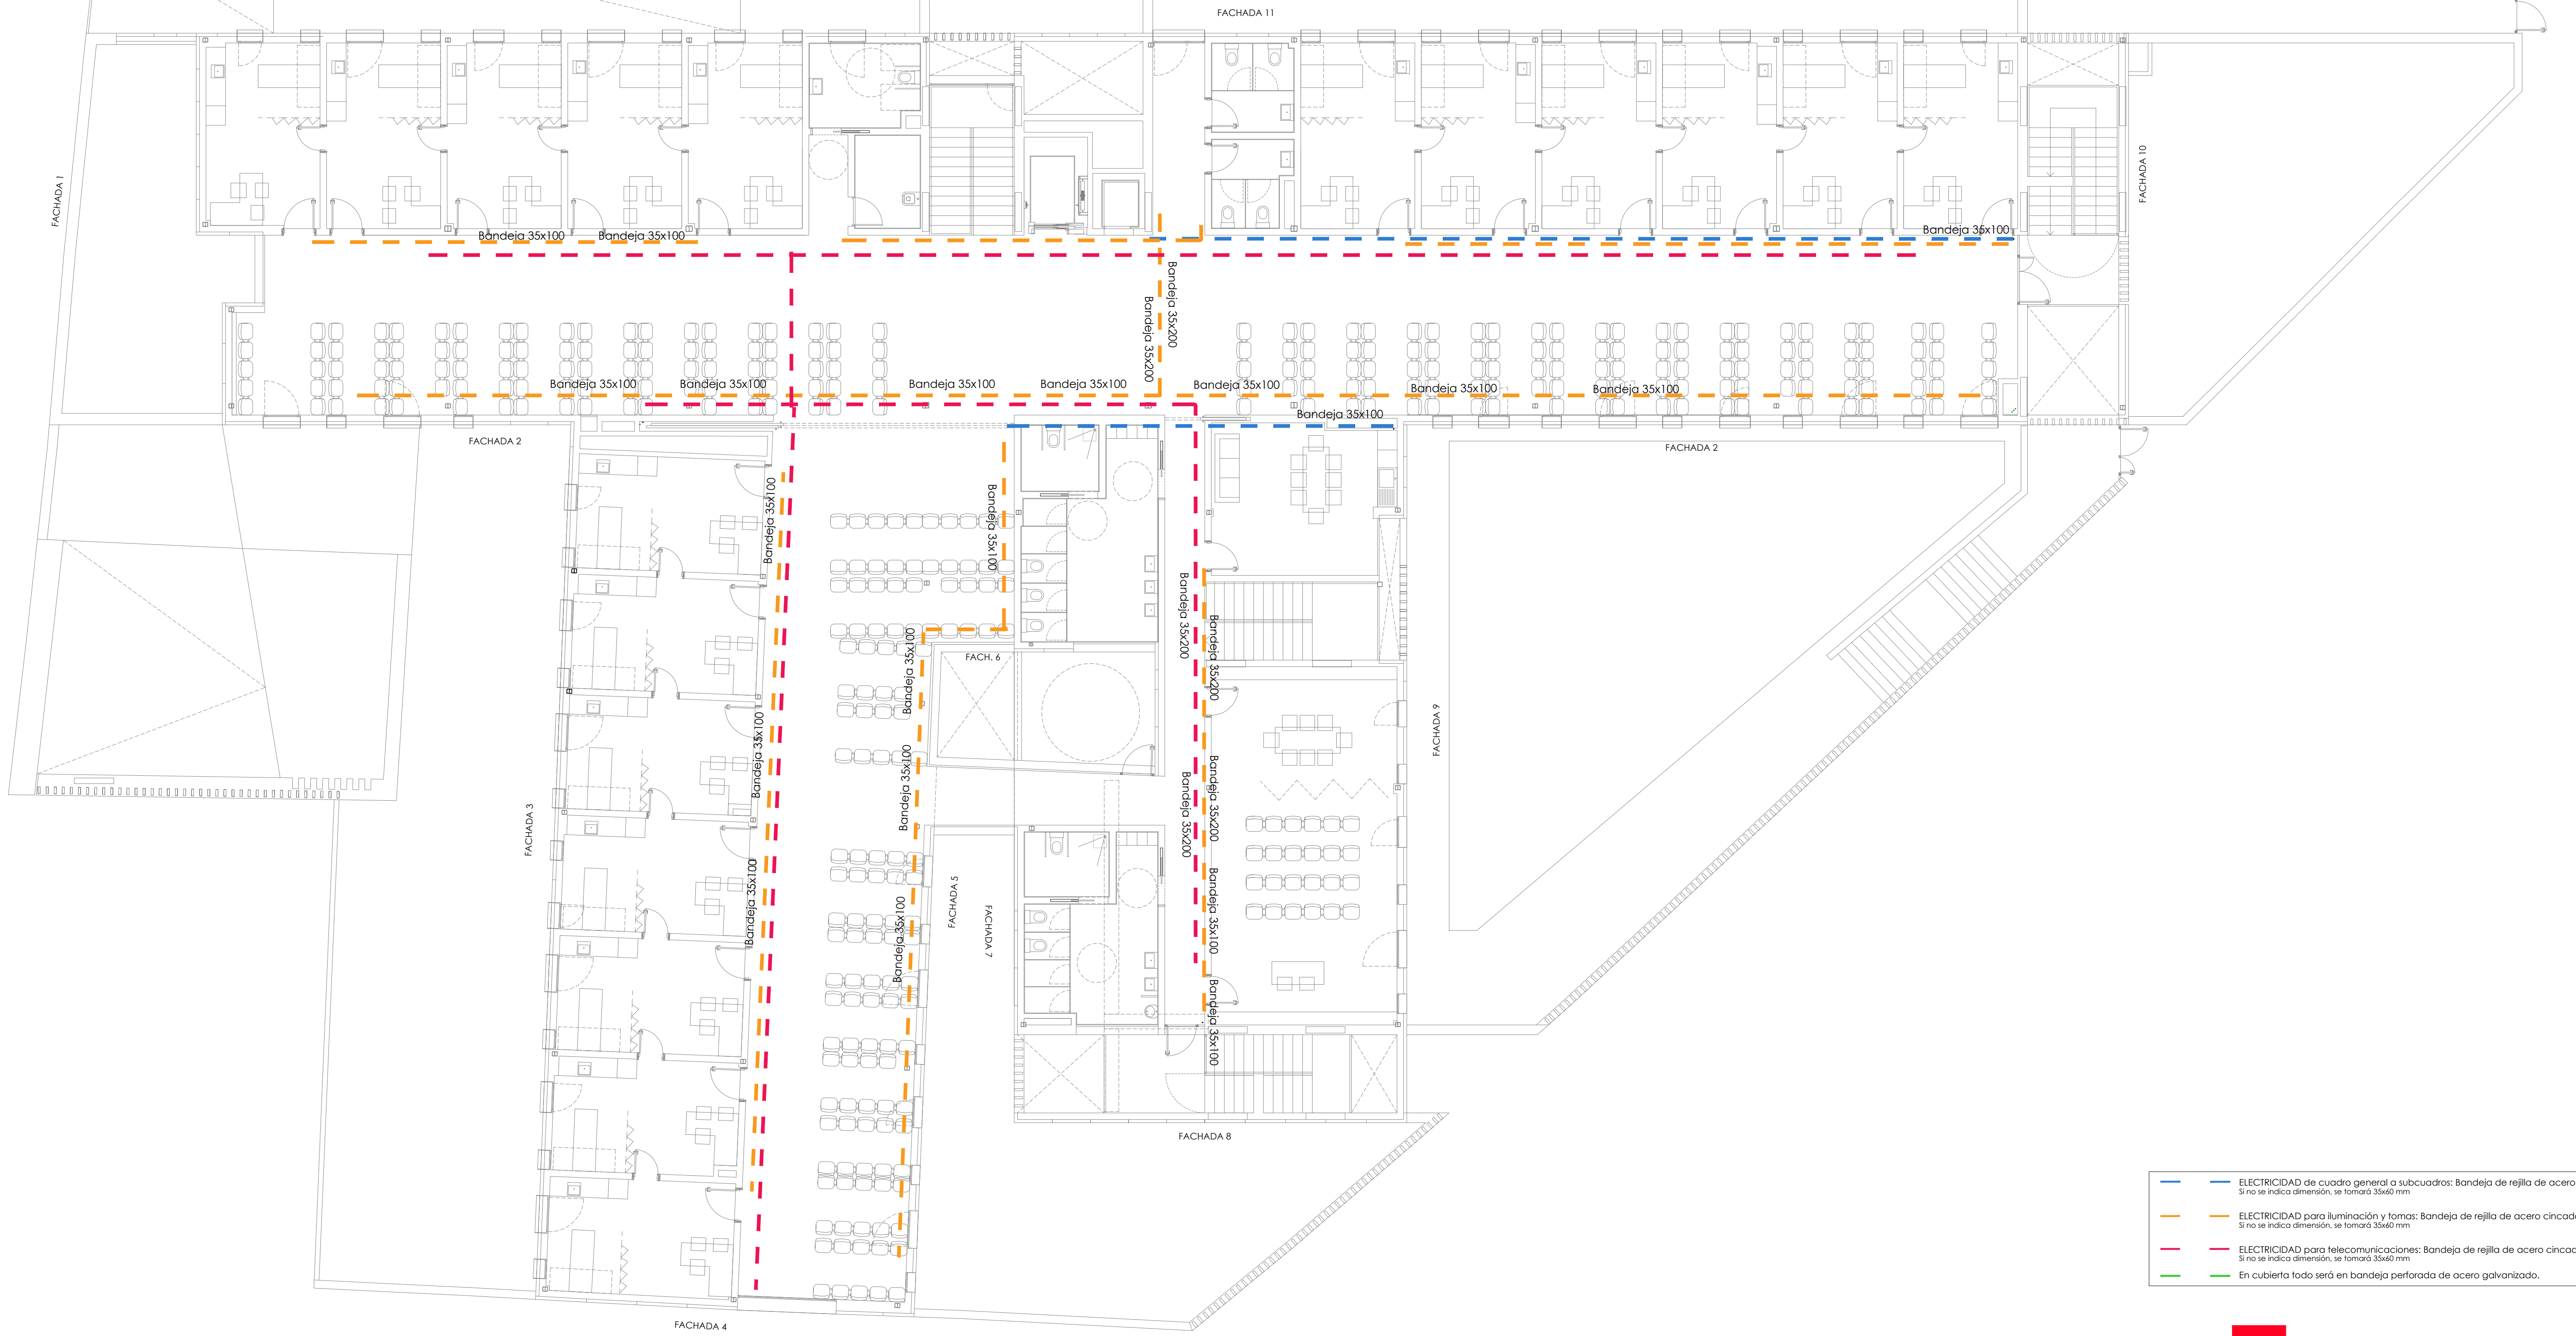 FACHADA 11
FACHADA 1
FACHADA 10
Bandeja 35x100
Bandeja 35x100
Bandeja 35x100
Bandeja 35x200
Bandeja 35x200
Bandeja 35x100
Bandeja 35x100
Bandeja 35x100
Bandeja 35x100
Bandeja 35x100
Bandeja 35x100
Bandeja 35x100
Bandeja 35x100
FACHADA 2
FACHADA 2
Bandeja 35x100
Bandeja 35x100
Bandeja 35x200
Bandeja 35x200
Bandeja 35x100
FACH. 6
Bandeja 35x100
Bandeja 35x100
Bandeja 35x200
Bandeja 35x200
FACHADA 9
FACHADA 3
Bandeja 35x100
Bandeja 35x100
FACHADA 5
FACHADA 7
Bandeja 35x100
Bandeja 35x100
FACHADA 8
FACHADA 4
ELECTRICIDAD de cuadro general a subcuadros: Bandeja de rejilla de acero
Si no se indica dimensión, se tomará 35x60 mm
ELECTRICIDAD para iluminación y tomas: Bandeja de rejilla de acero
Si no se indica dimensión, se tomará 35x60 mm
ELECTRICIDAD para telecomunicaciones: Bandeja de rejilla de acero
Si no se indica dimensión, se tomará 35x60 mm
En cubierta todo será en bandeja perforada de acero galvanizado.